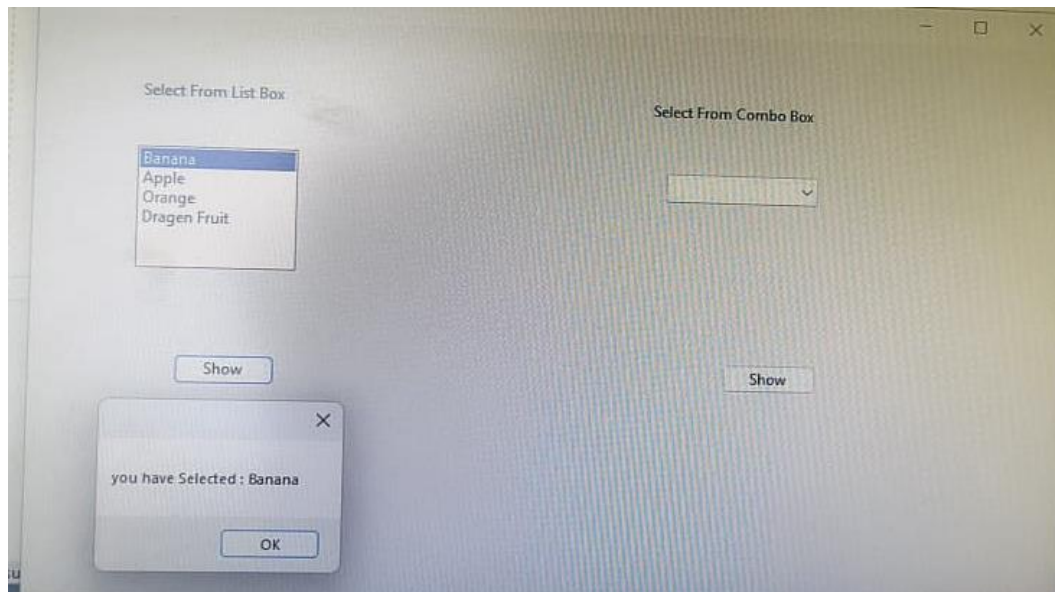 Select From List Box
Select From Combo Box
Banana
Apple
Orange
Dragen Fruit
Show
Show
you have Selected : Banana
OK